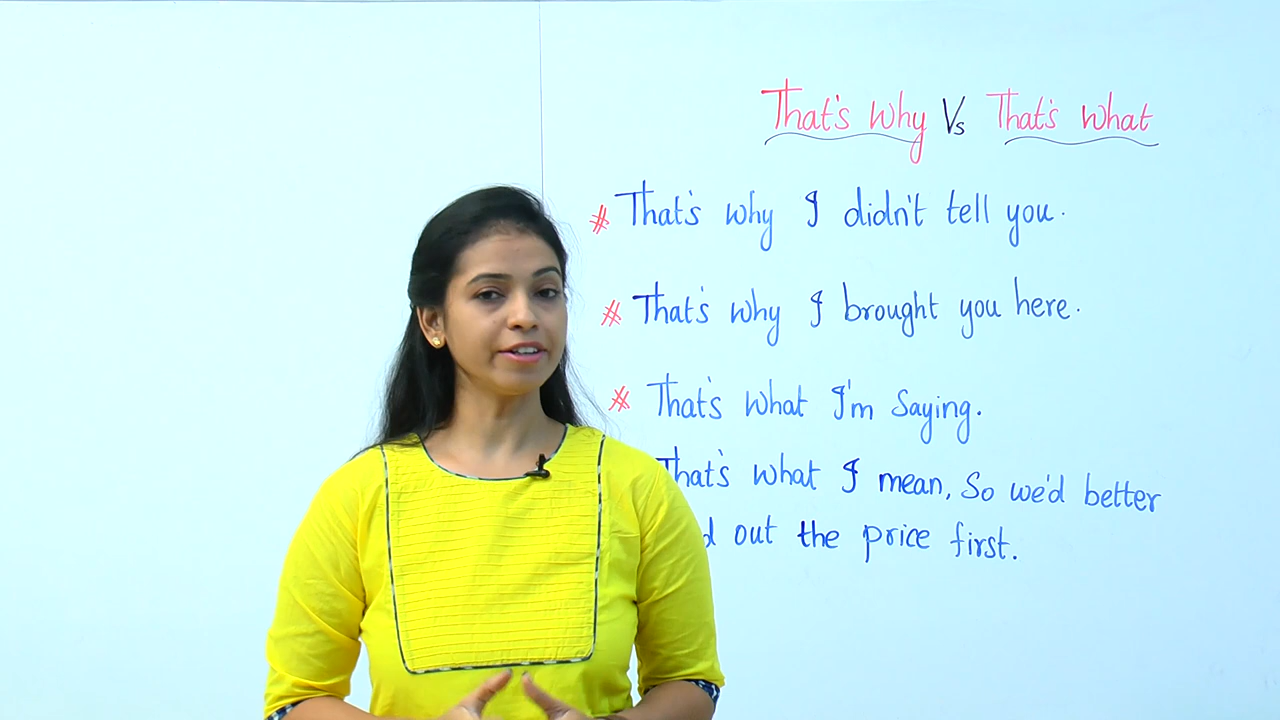 That's why Vs That's what
# That's why I didn't tell you.
# That's why I brought you here.
# That's what I'm Saying.
That's what I mean, So we'd better
out the price first.